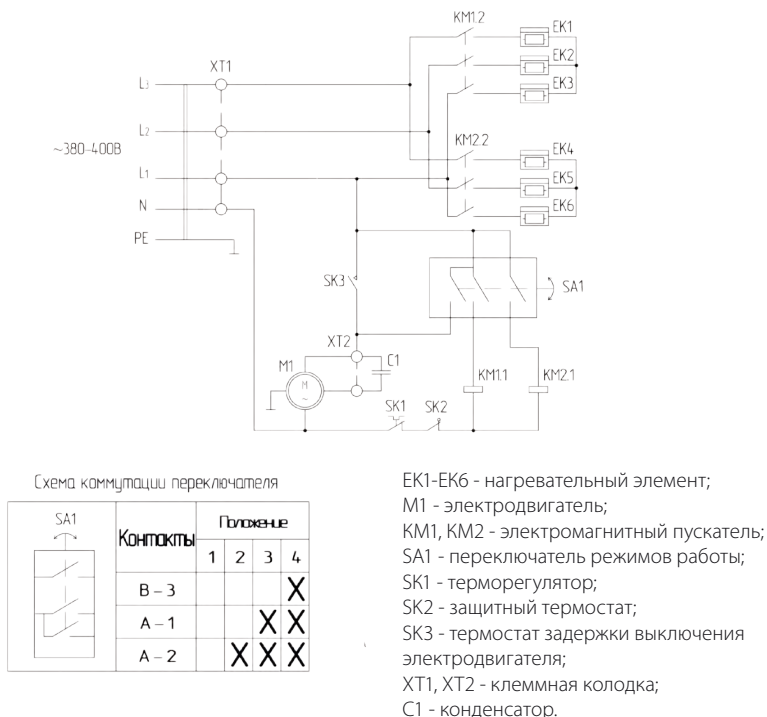 KM1.2
EK1
EK2
EK3
XT1
L3
L2
~380-400В
L1
N
PE
KM2.2
EK4
EK5
EK6
SK3
SA1
XT2
C1
M1
M
~
KM1.1
KM2.1
SK1
SK2
Схема коммутации переключателя
SA1
Контакты
Положение
1 2 3 4
B – 3 X
A – 1 X X
A – 2 X X X
EK1-EK6 - нагревательный элемент;
M1 - электродвигатель;
KM1, KM2 - электромагнитный пускатель;
SA1 - переключатель режимов работы;
SK1 - терморегулятор;
SK2 - защитный термостат;
SK3 - термостат задержки выключения
электродвигателя;
XT1, XT2 - клеммная колодка;
C1 - конденсатор.